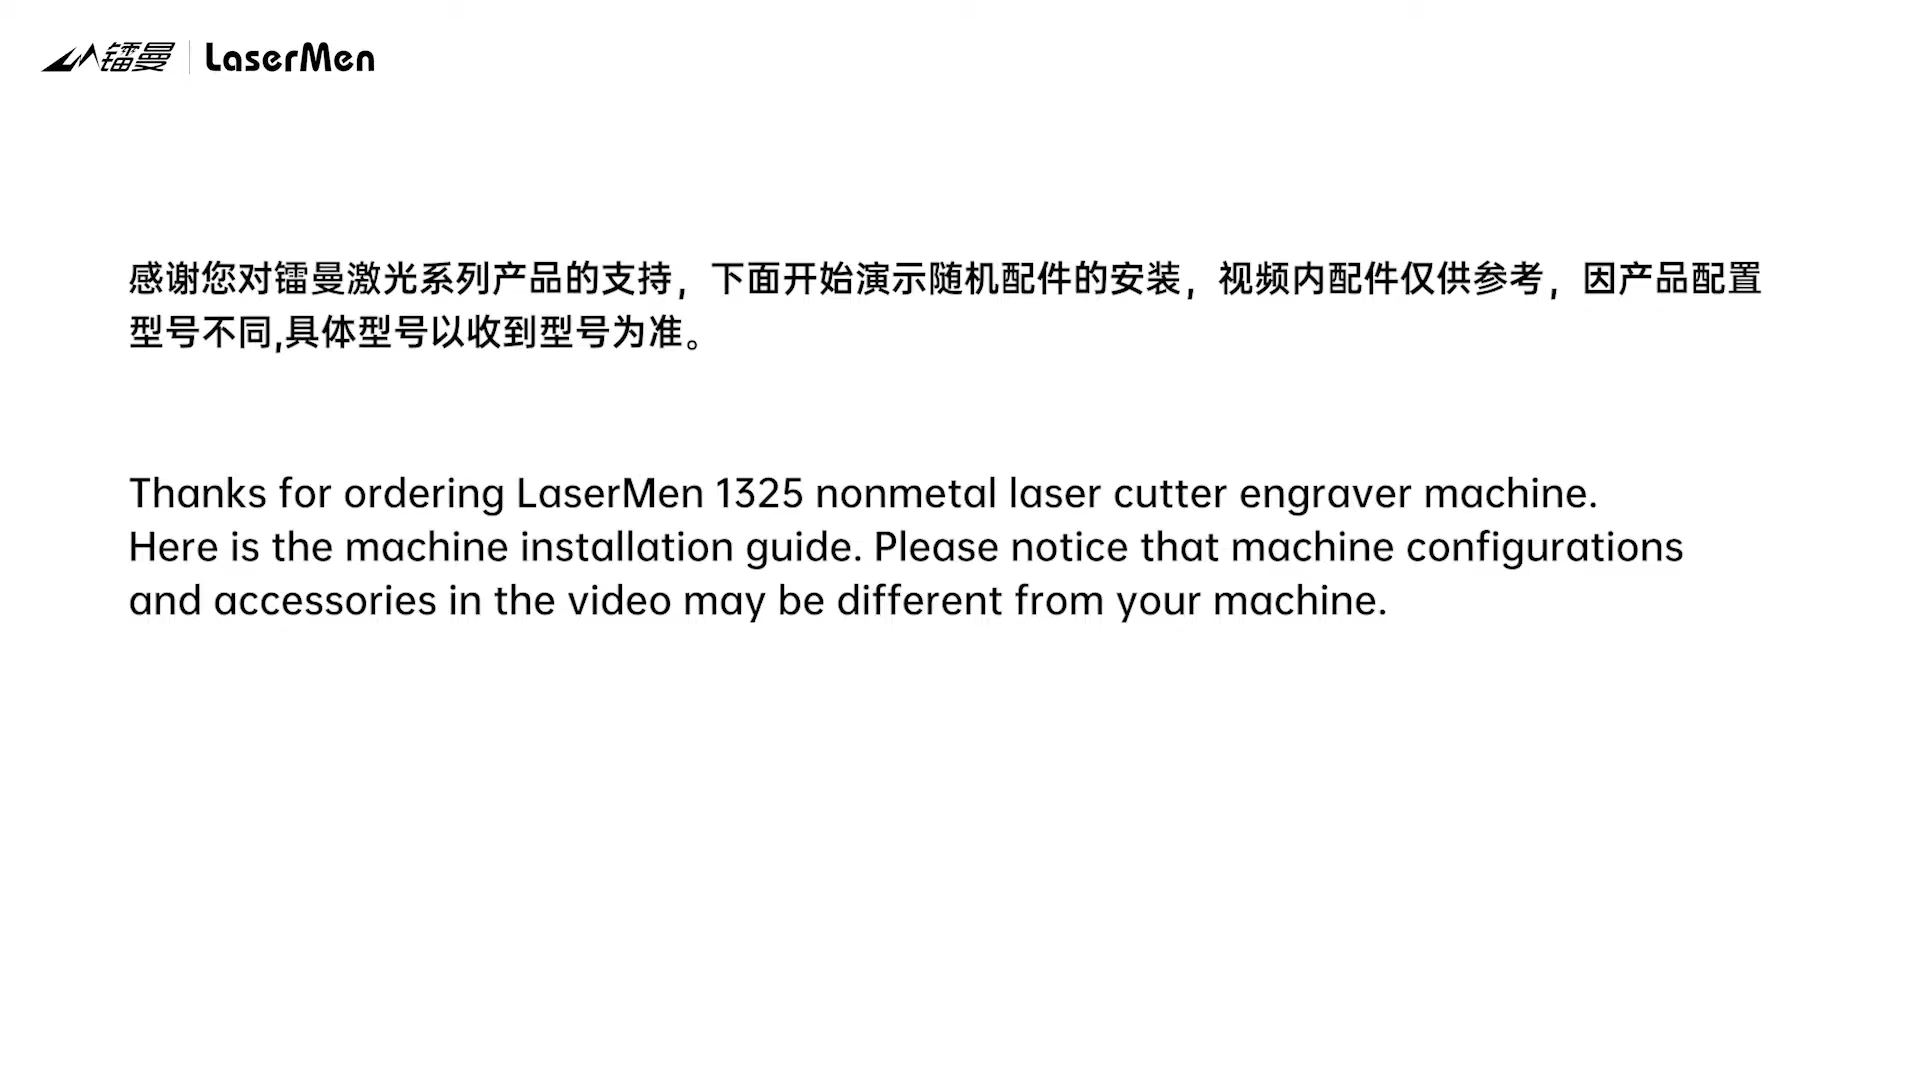 镭曼 LaserMen
感谢您对镭曼激光系列产品的支持，下面开始演示随机配件的安装，视频内配件仅供参考，因产品配置
型号不同,具体型号以收到型号为准。
Thanks for ordering LaserMen 1325 nonmetal laser cutter engraver machine.
Here is the machine installation guide. Please notice that machine configurations
and accessories in the video may be different from your machine.